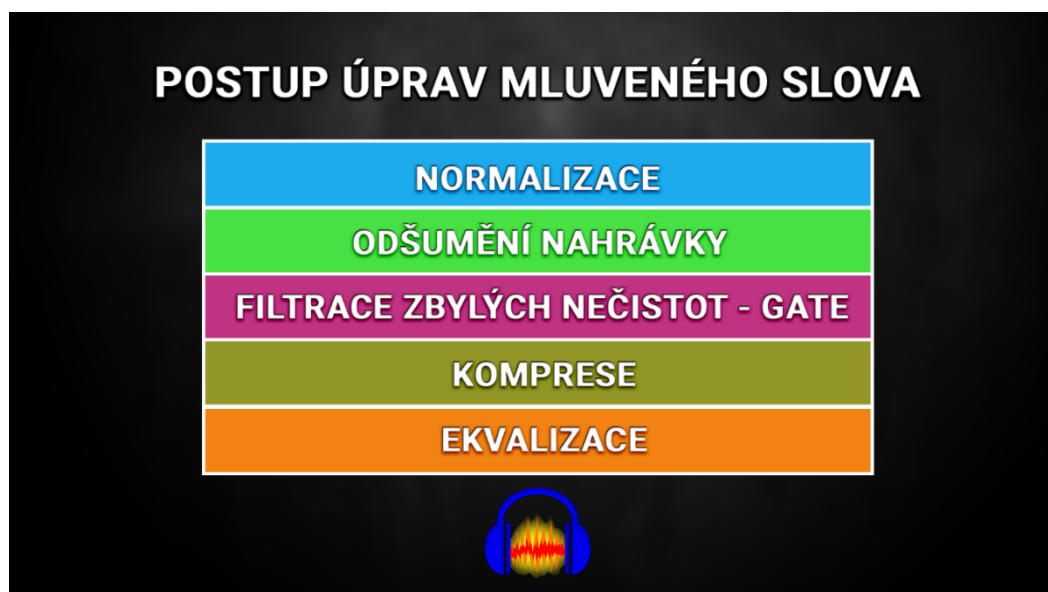 POSTUP ÚPRAV MLUVENÉHO SLOVA
NORMALIZACE
ODŠUMĚNÍ NAHRÁVKY
FILTRACE ZBYLÝCH NEČISTOT - GATE
KOMPRESE
EKVALIZACE